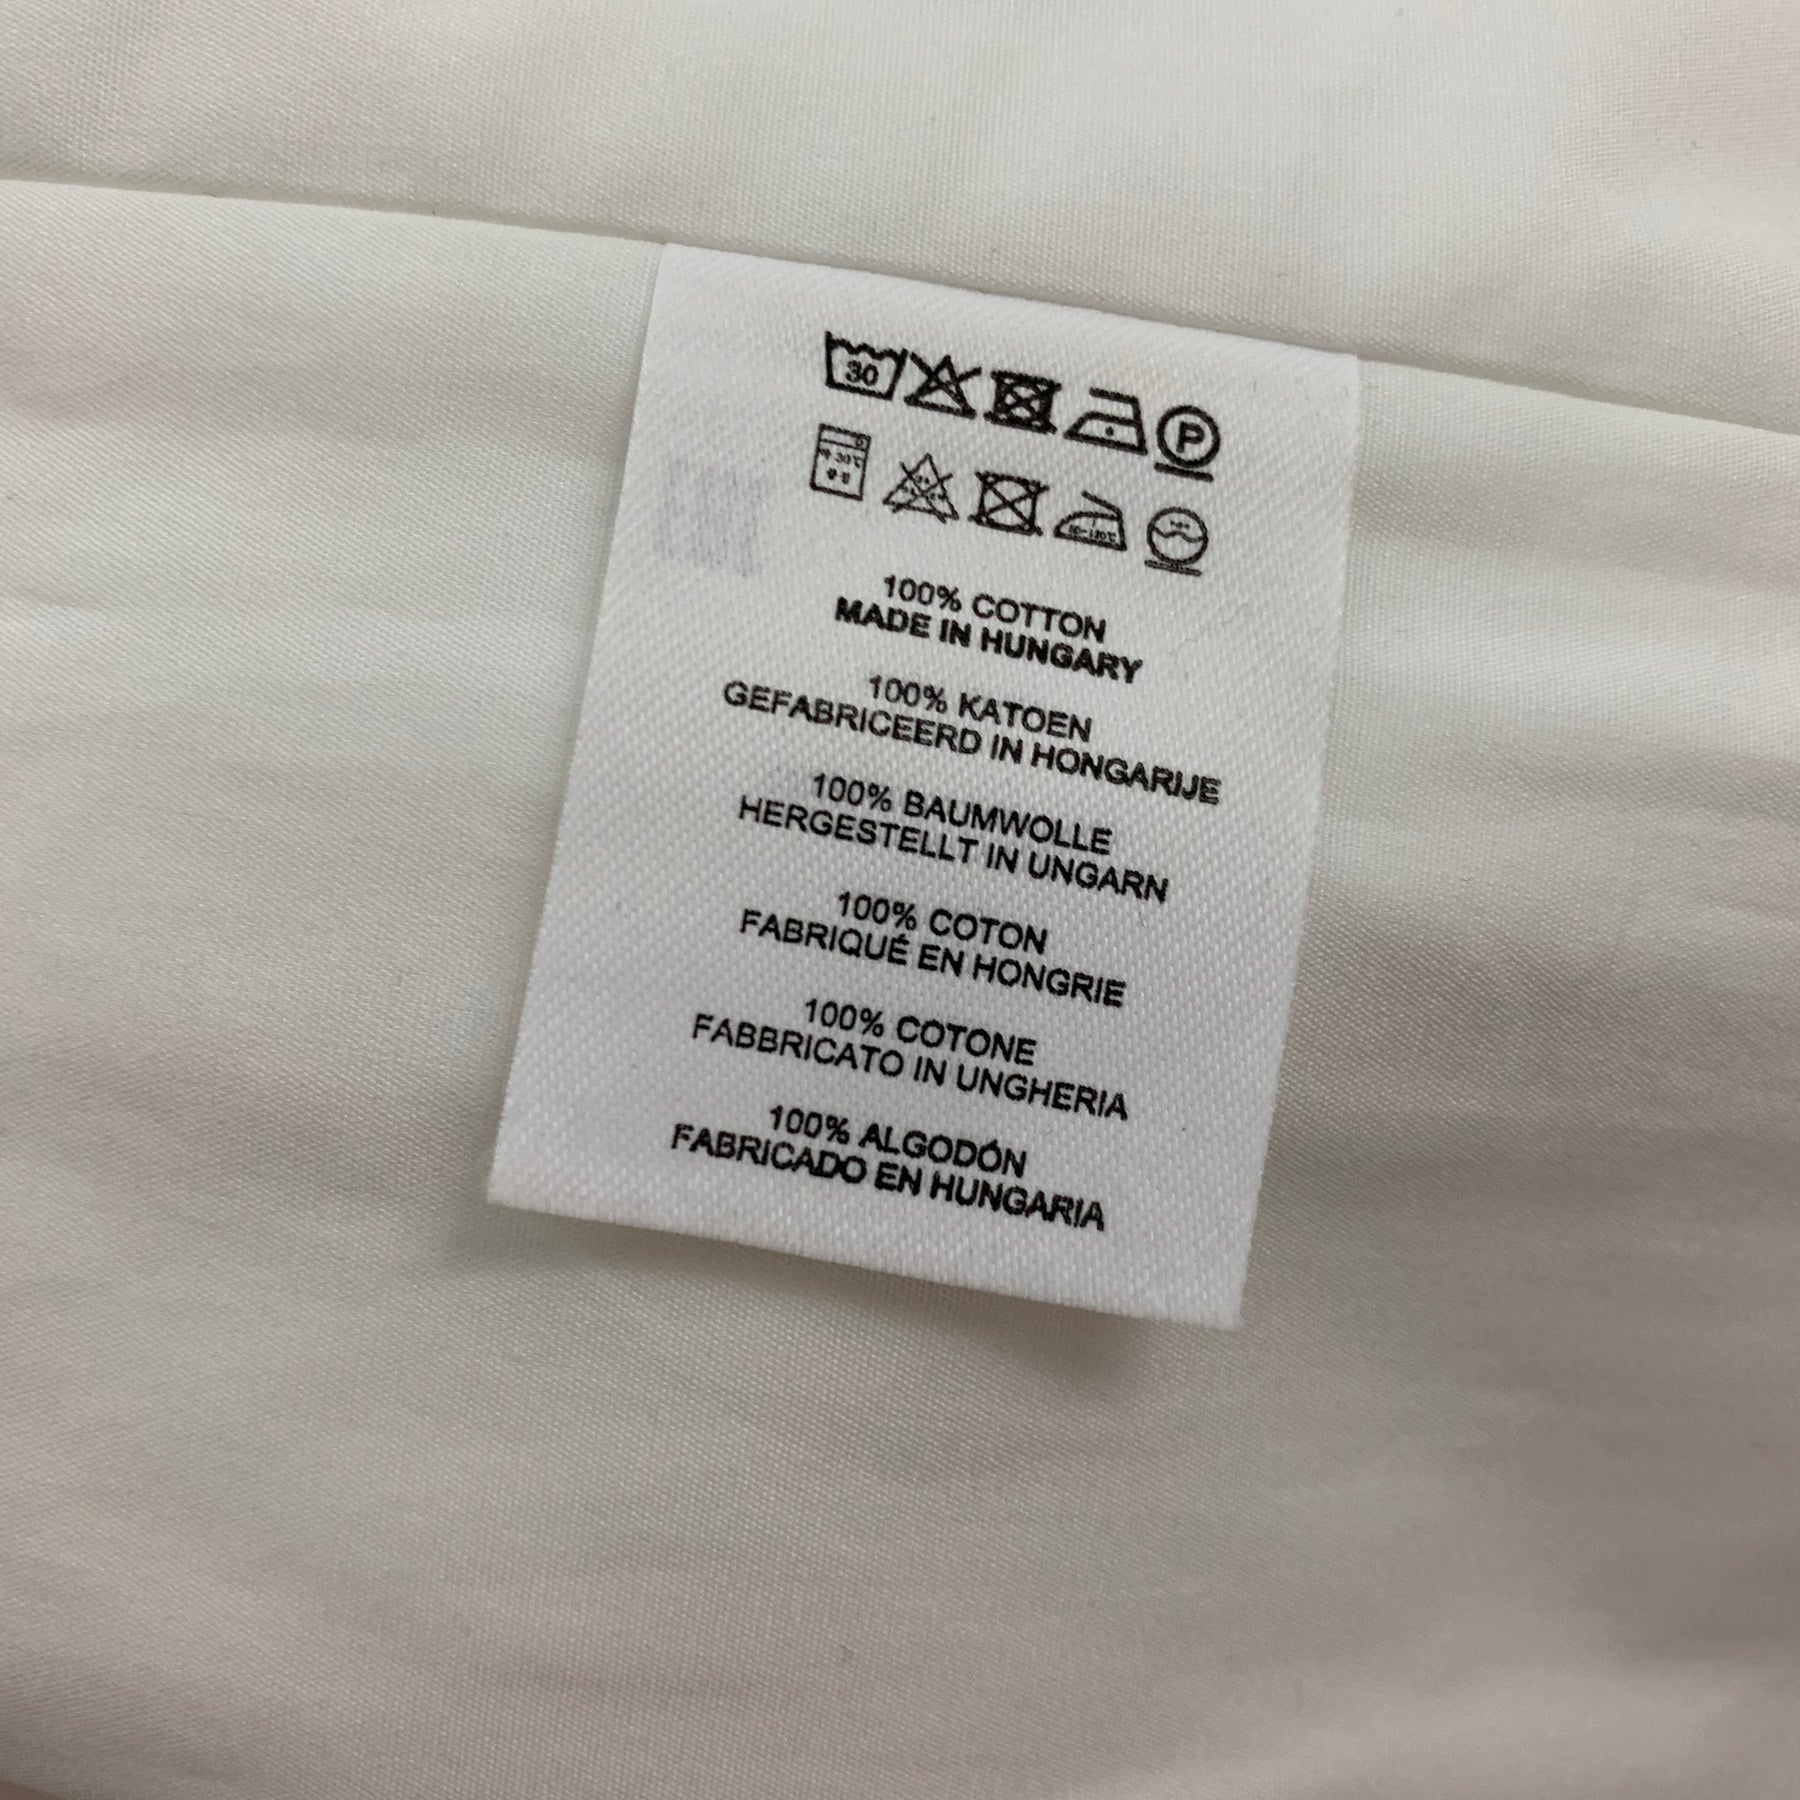 30
P
100% COTTON
MADE IN HUNGARY
100% KATOEN
GEFABRICEERD IN HONGARIJE
100% BAUMWOLLE
HERGESTELLT IN UNGARN
100% COTON
FABRIQUÉ EN HONGRIE
100% COTONE
FABBRICATO IN UNGHERIA
100% ALGODÓN
FABRICADO EN HUNGARIA